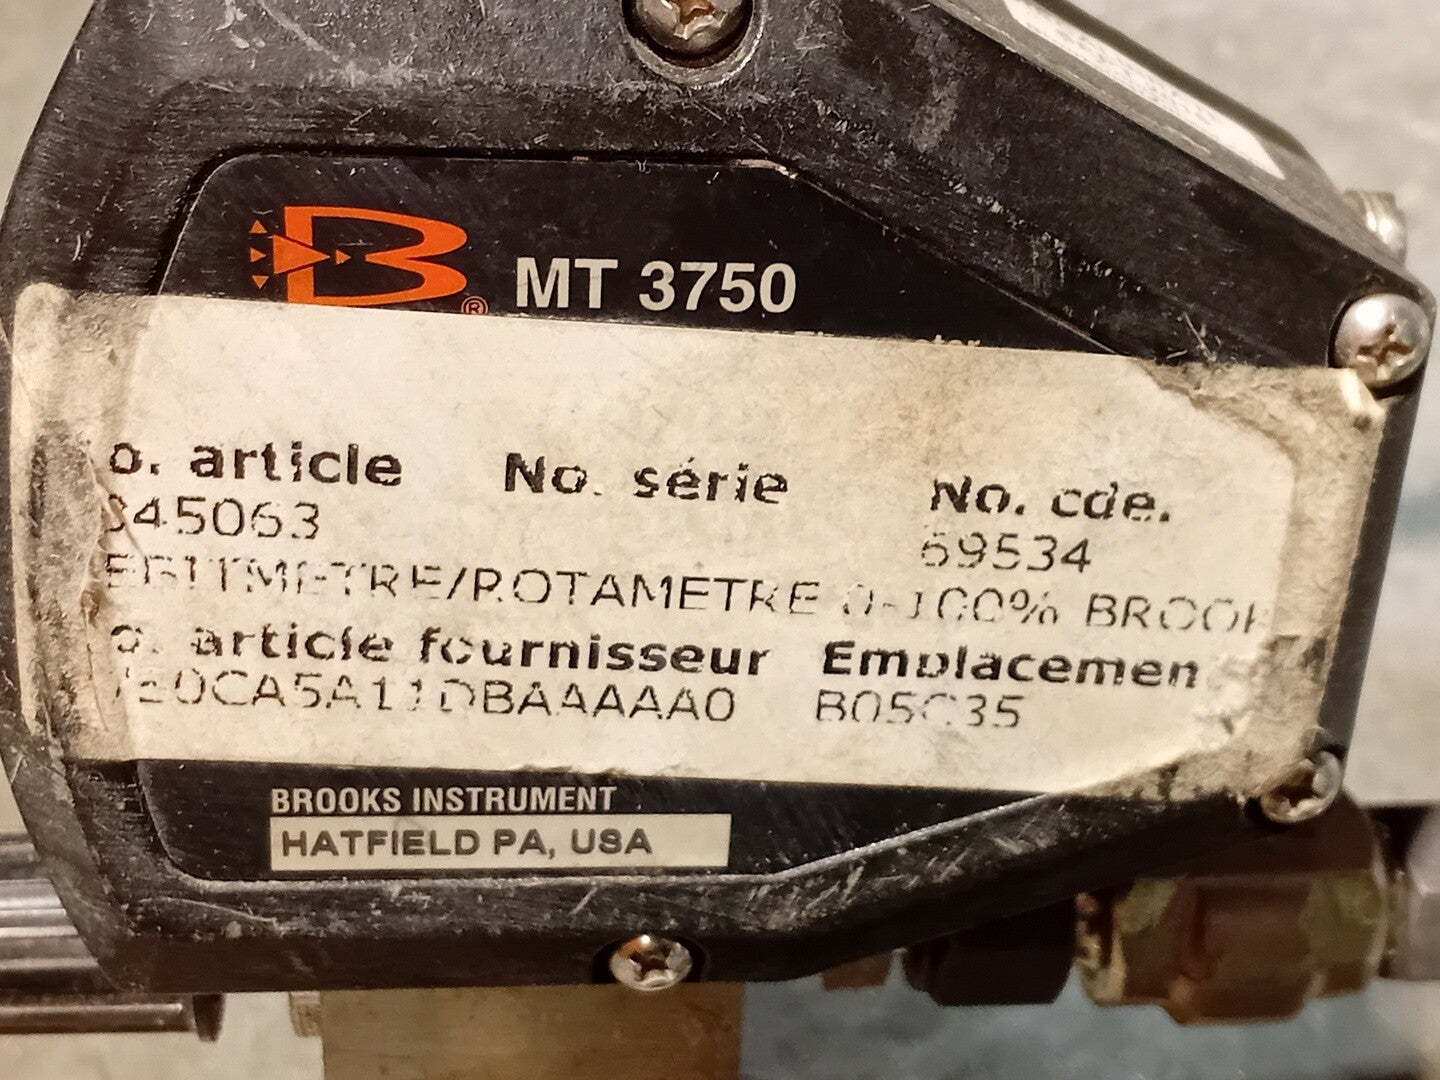 MT 3750
o. article No. série No. cde.
345063 69534
EBITMETRE/ROTAMETRE 0-100% BROOK
o. article fournisseur Emplacemen
B05C35
BROOKS INSTRUMENT
HATFIELD PA, USA